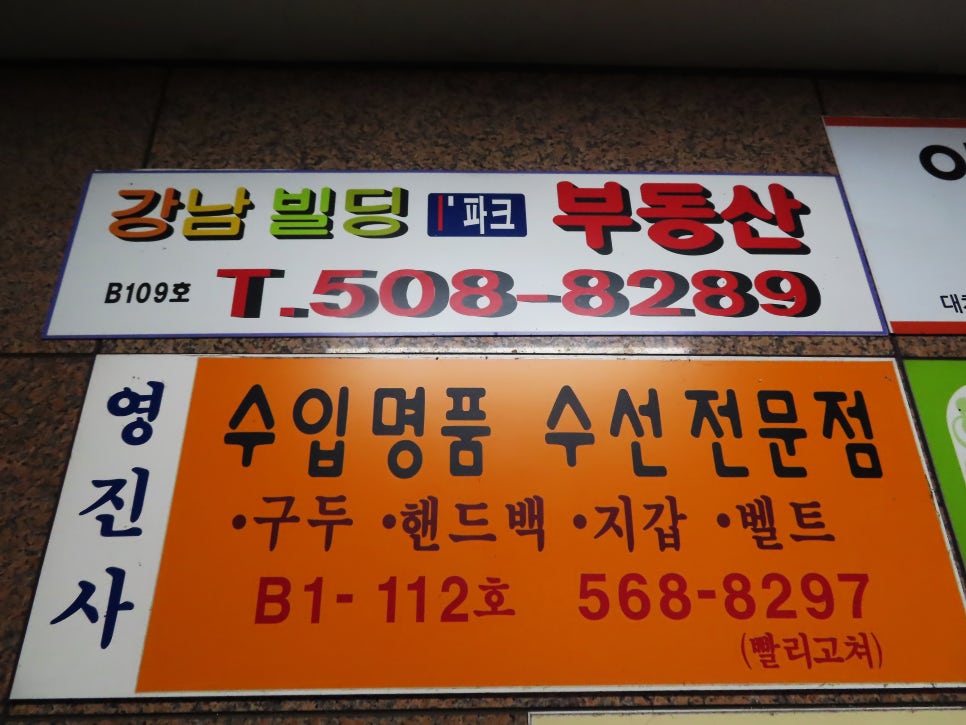 강남 빌딩 I'파크 부동산
B109호 T.508-8289
영진사
수입명품 수선전문점
·구두 ·핸드백 ·지갑 ·벨트
B1-112호 568-8297
(빨리고쳐)